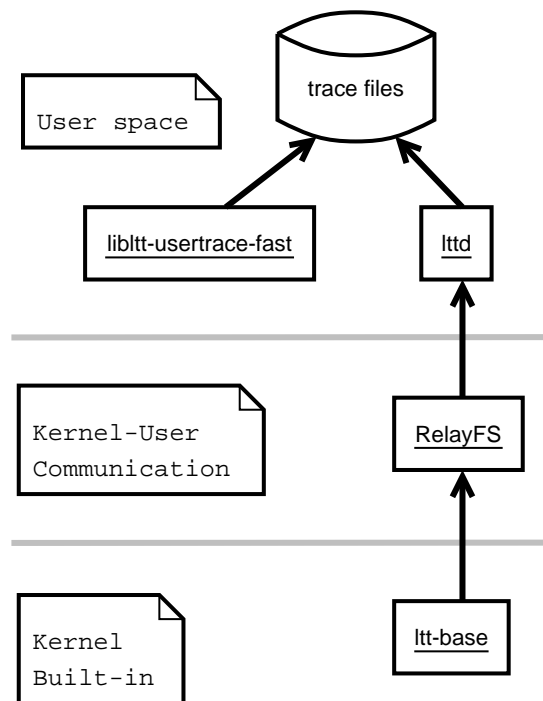 trace files
User space
libltt-usertrace-fast
lttd
Kernel-User
Communication
RelayFS
Kernel
Built-in
ltt-base